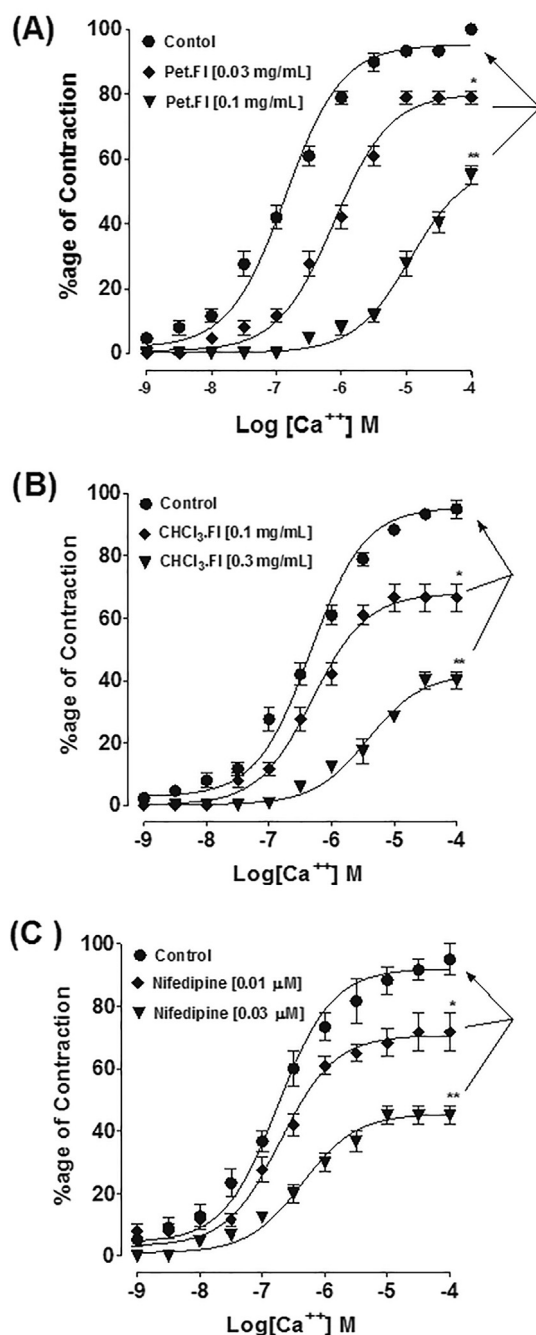 (A)
Contol
Pet.Fl [0.03 mg/mL]
Pet.Fl [0.1 mg/mL]
%age of Contraction
100
80
60
40
20
0
*
**
-9 -8 -7 -6 -5 -4
Log [Ca++] M
(B)
Control
CHCl3.Fl [0.1 mg/mL]
CHCl3.Fl [0.3 mg/mL]
%age of Contraction
100
80
60
40
20
0
*
**
-9 -8 -7 -6 -5 -4
Log[Ca++] M
(C )
Control
Nifedipine [0.01 µM]
Nifedipine [0.03 µM]
%age of Contraction
100
80
60
40
20
0
*
**
-9 -8 -7 -6 -5 -4
Log[Ca++] M